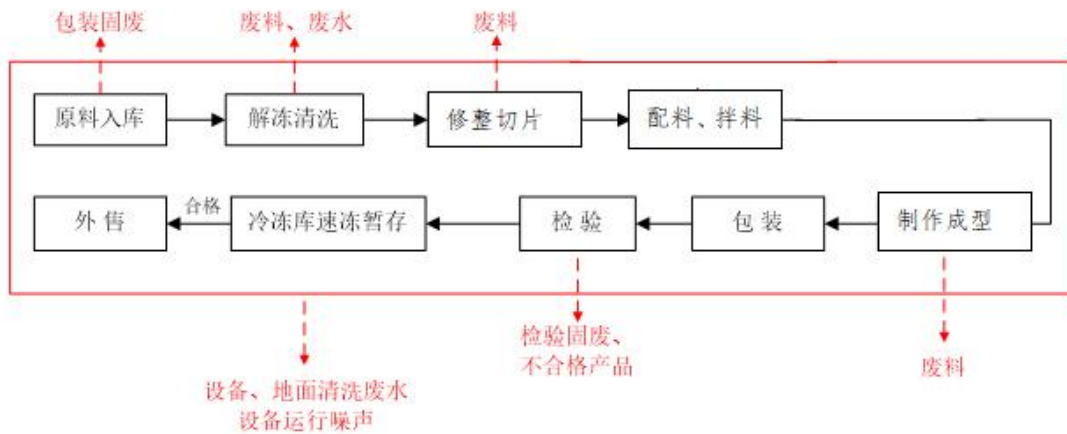 包装固废
废料、废水
废料
原料入库
解冻清洗
修整切片
配料、拌料
外售
合格
冷冻库速冻暂存
检验
包装
制作成型
检验固废、
不合格产品
废料
设备、地面清洗废水
设备运行噪声